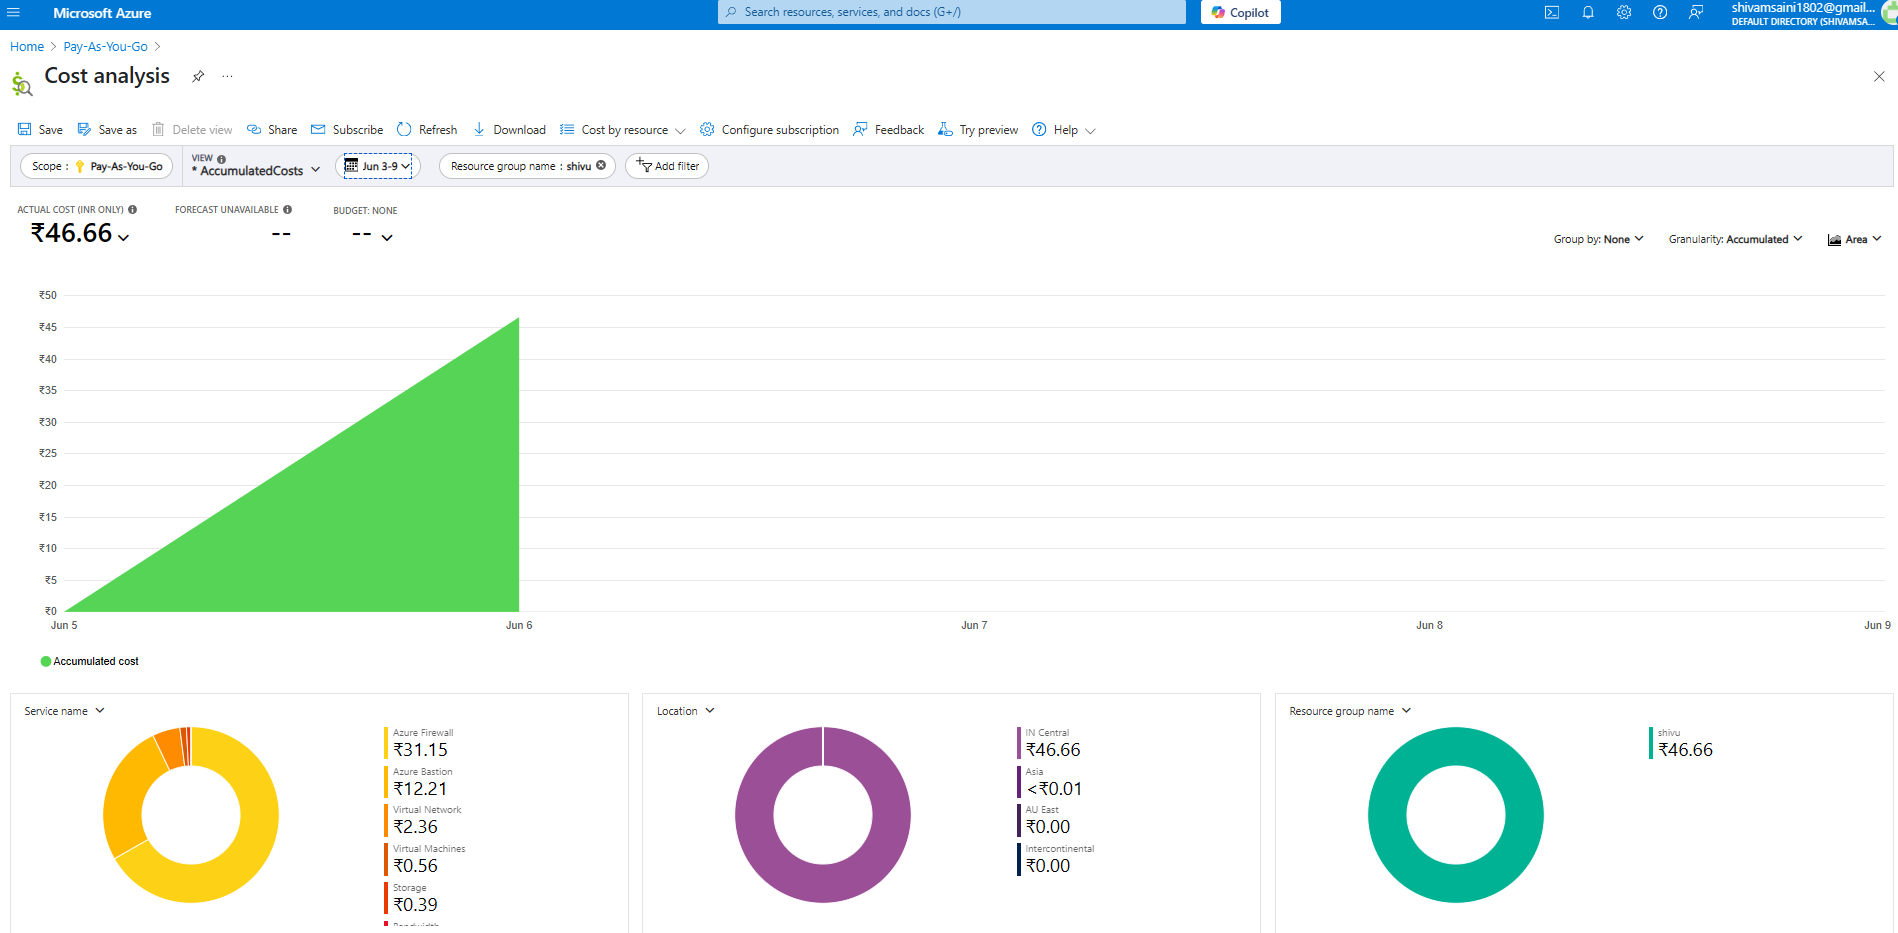 Microsoft Azure
Search resources, services, and docs (G+/)
Copilot
shivamsaini1802@gmail....
DEFAULT DIRECTORY (SHIVAMSA...
Home > Pay-As-You-Go >
Cost analysis
...
Save Save as Delete view Share Subscribe Refresh Download Cost by resource Configure subscription Feedback Try preview Help
Scope : Pay-As-You-Go
VIEW
* AccumulatedCosts
Jun 3-9
Resource group name : shivu
Add filter
ACTUAL COST (INR ONLY)
₹46.66
FORECAST UNAVAILABLE
--
BUDGET: NONE
--
Group by: None
Granularity: Accumulated
Area
₹50
₹45
₹40
₹35
₹30
₹25
₹20
₹15
₹10
₹5
₹0
Jun 5 Jun 6 Jun 7 Jun 8 Jun 9
Accumulated cost
Service name
Azure Firewall
₹31.15
Azure Bastion
₹12.21
Virtual Network
₹2.36
Virtual Machines
₹0.56
Storage
₹0.39
Location
IN Central
₹46.66
Asia
<₹0.01
AU East
₹0.00
Intercontinental
₹0.00
Resource group name
shivu
₹46.66